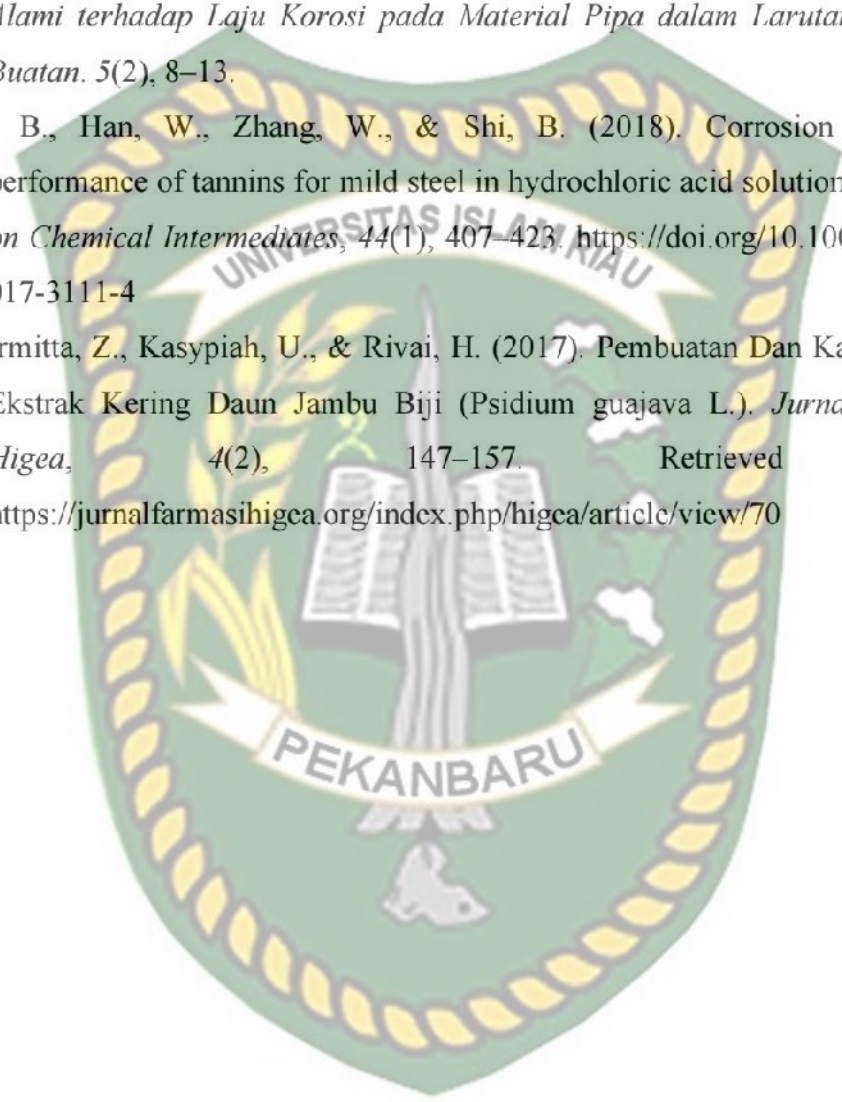 Alami terhadap Laju Korosi pada Material Pipa dalam Larutan
Buatan. 5(2), 8–13.
B., Han, W., Zhang, W., & Shi, B. (2018). Corrosion
performance of tannins for mild steel in hydrochloric acid solution
on Chemical Intermediates, 44(1), 407–423. https://doi.org/10.100
017-3111-4
rmitta, Z., Kasypiah, U., & Rivai, H. (2017). Pembuatan Dan Ka
Ekstrak Kering Daun Jambu Biji (Psidium guajava L.). Jurna
Higea, 4(2), 147–157. Retrieved
https://jurnalfarmasihigea.org/index.php/higea/article/view/70
UNIVERSITAS ISLAM RIAU
PEKANBARU